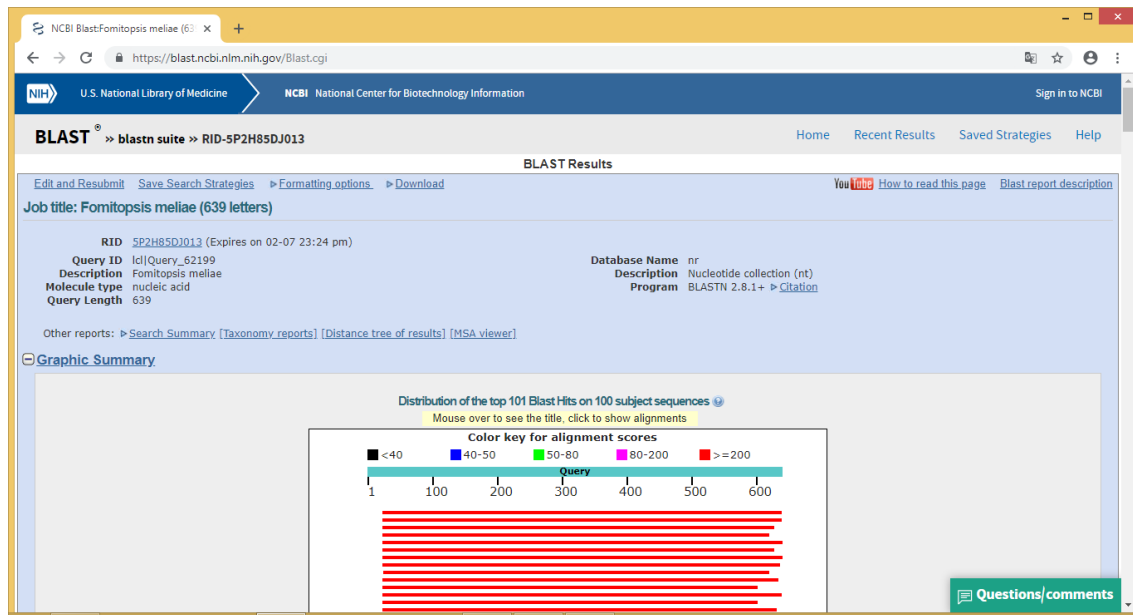 NCBI Blast:Fomitopsis meliae (63
https://blast.ncbi.nlm.nih.gov/Blast.cgi
NIH U.S. National Library of Medicine NCBI National Center for Biotechnology Information Sign in to NCBI
BLAST ® » blastn suite » RID-5P2H85DJ013 Home Recent Results Saved Strategies Help
BLAST Results
Edit and Resubmit Save Search Strategies Formatting options Download YouTube How to read this page Blast report description
Job title: Fomitopsis meliae (639 letters)
RID 5P2H85DJ013 (Expires on 02-07 23:24 pm)
Query ID lcl|Query_62199 Database Name nr
Description Fomitopsis meliae Description Nucleotide collection (nt)
Molecule type nucleic acid Program BLASTN 2.8.1+ Citation
Query Length 639
Other reports: Search Summary [Taxonomy reports] [Distance tree of results] [MSA viewer]
Graphic Summary
Distribution of the top 101 Blast Hits on 100 subject sequences
Mouse over to see the title, click to show alignments
Color key for alignment scores
<40 40-50 50-80 80-200 >=200
Query
1 100 200 300 400 500 600
Questions/comments